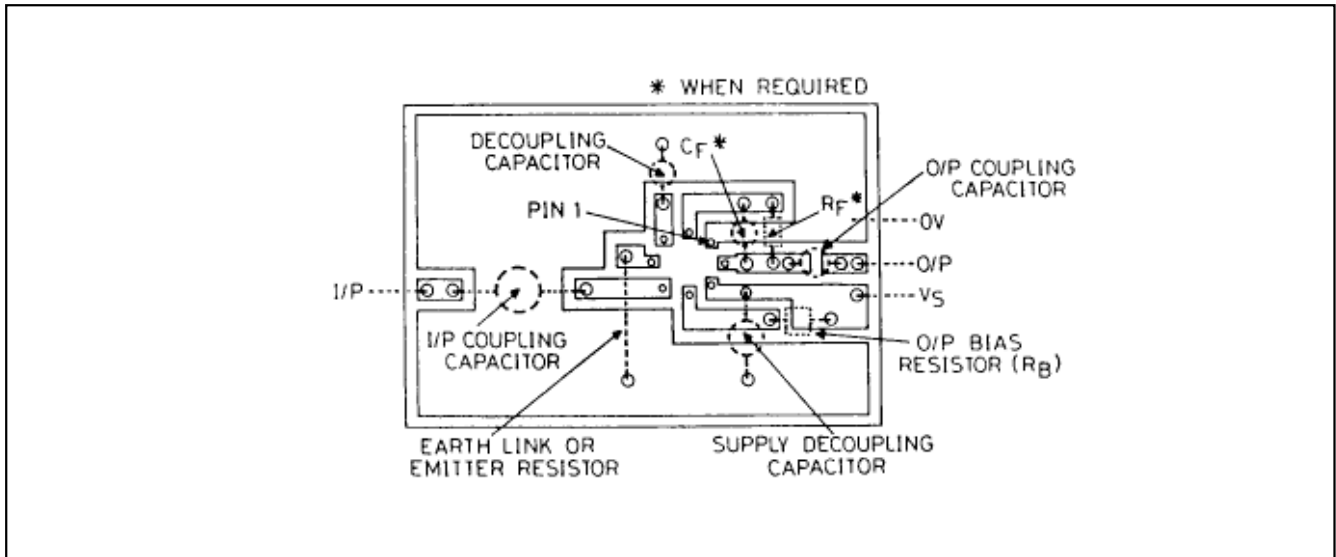 * WHEN REQUIRED
DECOUPLING
CAPACITOR
CF*
O/P COUPLING
CAPACITOR
PIN 1
RF*
OV
O/P
I/P
VS
I/P COUPLING
CAPACITOR
O/P BIAS
RESISTOR (RB)
EARTH LINK OR
EMITTER RESISTOR
SUPPLY DECOUPLING
CAPACITOR